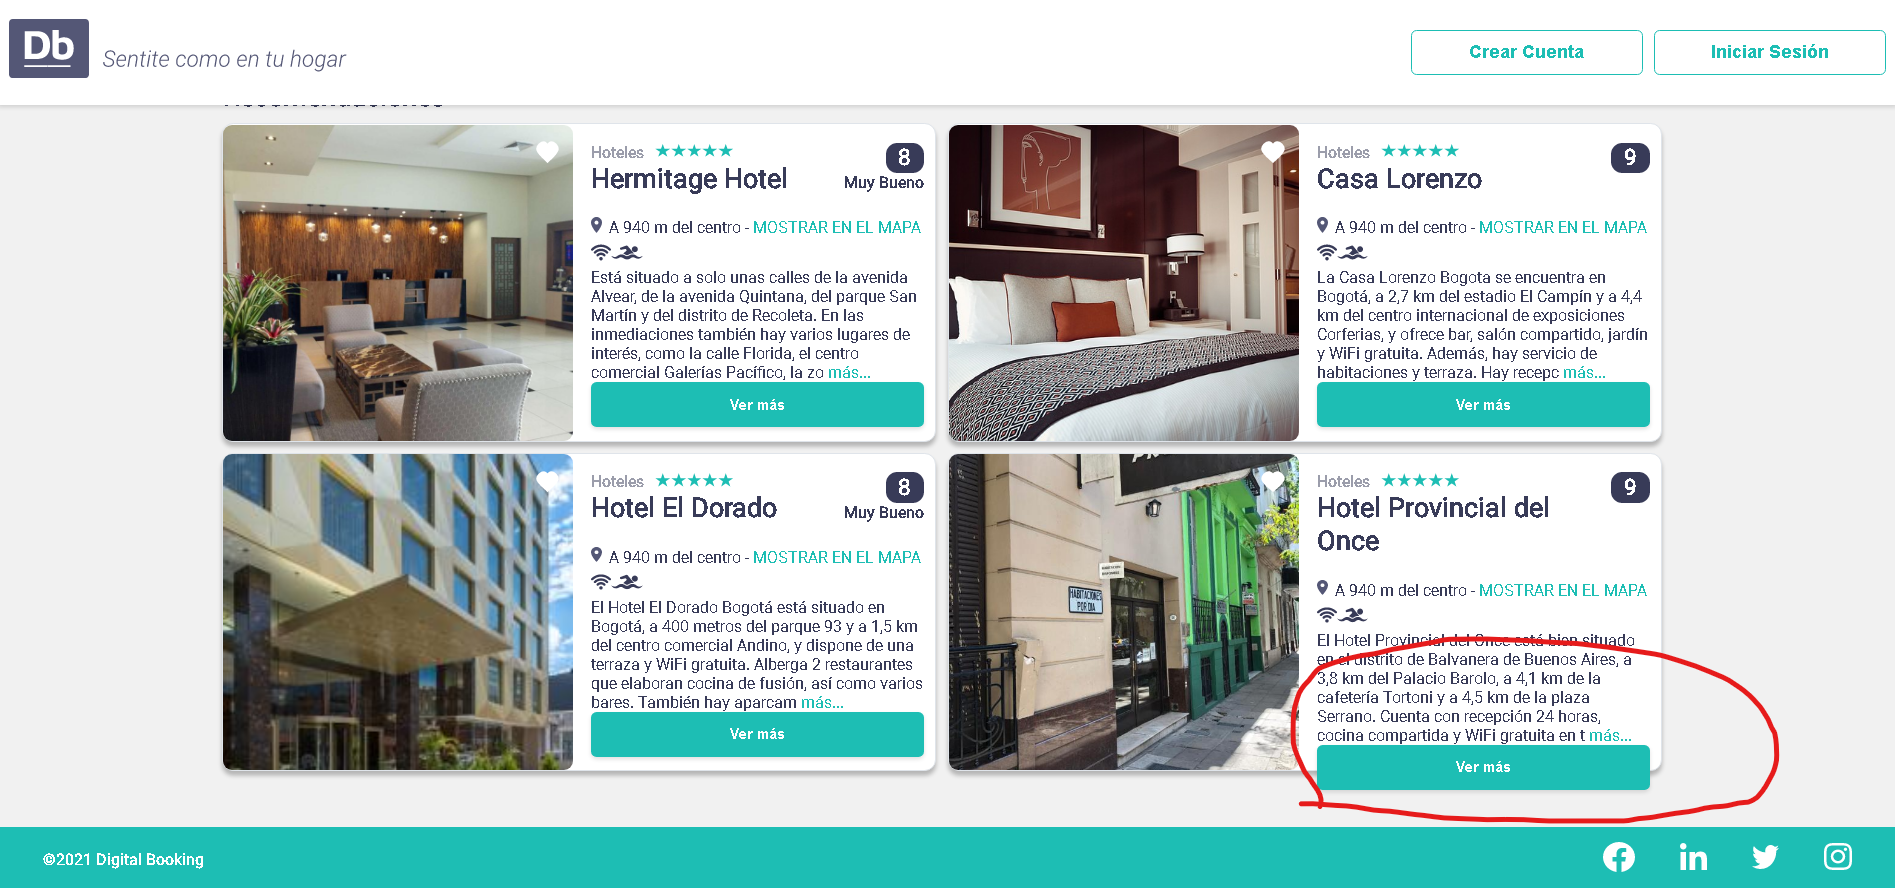 Db
Sentite como en tu hogar
Crear Cuenta
Iniciar Sesión
Hoteles
8
Hermitage Hotel
Muy Bueno
A 940 m del centro - MOSTRAR EN EL MAPA
Está situado a solo unas calles de la avenida
Alvear, de la avenida Quintana, del parque San
Martín y del distrito de Recoleta. En las
inmediaciones también hay varios lugares de
interés, como la calle Florida, el centro
comercial Galerías Pacífico, la zo más...
Ver más
Hoteles
9
Casa Lorenzo
A 940 m del centro - MOSTRAR EN EL MAPA
La Casa Lorenzo Bogota se encuentra en
Bogotá, a 2,7 km del estadio El Campín y a 4,4
km del centro internacional de exposiciones
Corferias, y ofrece bar, salón compartido, jardín
y WiFi gratuita. Además, hay servicio de
habitaciones y terraza. Hay recepc más...
Ver más
Hoteles
8
Hotel El Dorado
Muy Bueno
A 940 m del centro - MOSTRAR EN EL MAPA
El Hotel El Dorado Bogotá está situado en
Bogotá, a 400 metros del parque 93 y a 1,5 km
del centro comercial Andino, y dispone de una
terraza y WiFi gratuita. Alberga 2 restaurantes
que elaboran cocina de fusión, así como varios
bares. También hay aparcam más...
Ver más
HABITACIONES
POR DIA
Hoteles
9
Hotel Provincial del
Once
A 940 m del centro - MOSTRAR EN EL MAPA
El Hotel Provincial del Once está bien situado
en el distrito de Balvanera de Buenos Aires, a
3,8 km del Palacio Barolo, a 4,1 km de la
cafetería Tortoni y a 4,5 km de la plaza
Serrano. Cuenta con recepción 24 horas,
cocina compartida y WiFi gratuita en t más...
Ver más
©2021 Digital Booking